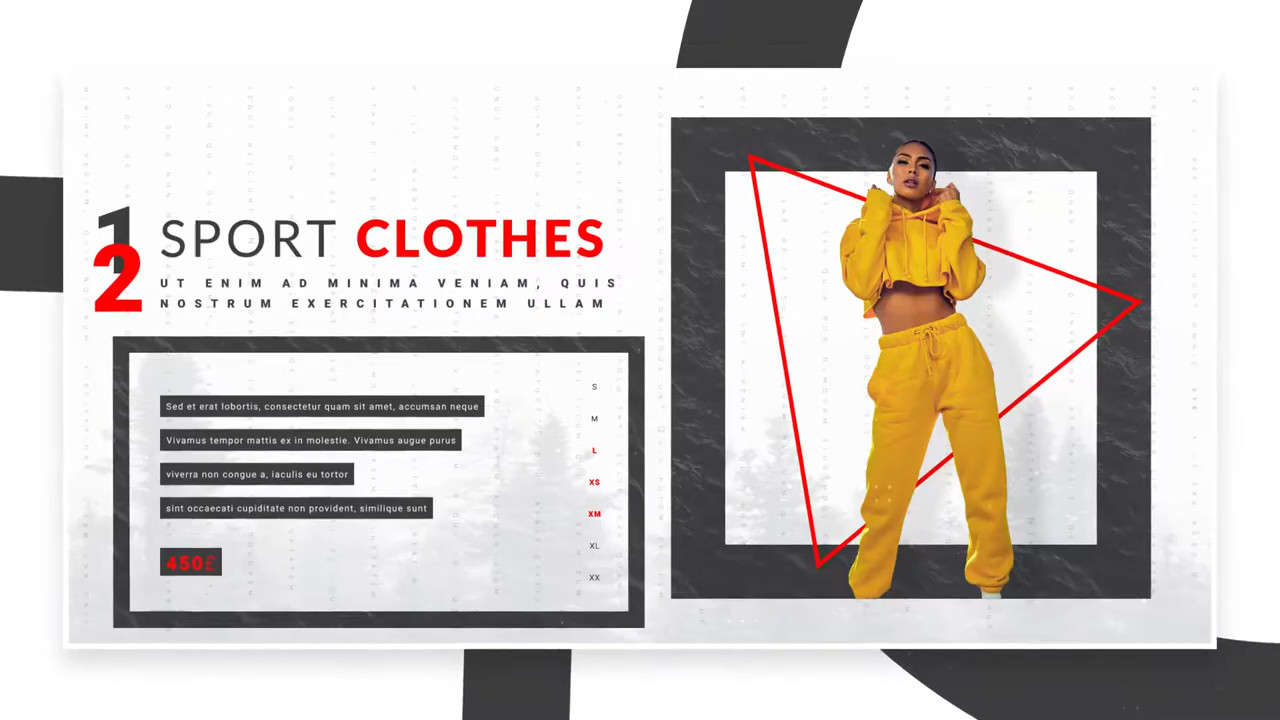 1
2
SPORT CLOTHES
UT ENIM AD MINIMA VENIAM, QUIS
NOSTRUM EXERCITATIONEM ULLAM
Sed et erat lobortis, consectetur quam sit amet, accumsan neque
Vivamus tempor mattis ex in molestie. Vivamus augue purus
viverra non congue a, iaculis eu tortor
sint occaecati cupiditate non provident, similique sunt
450£
S
M
L
XS
XM
XL
XX